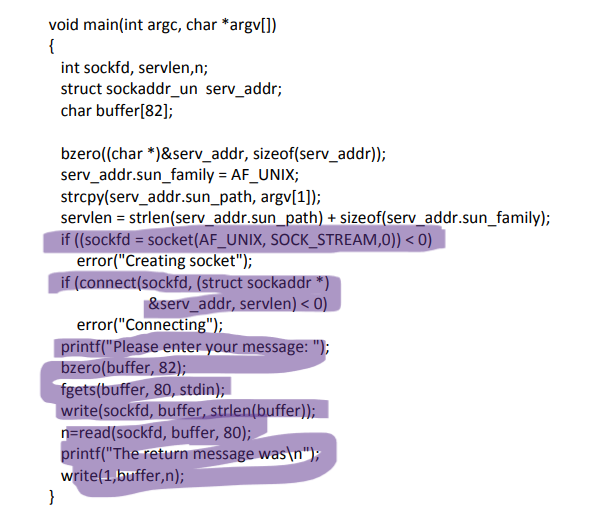 void main(int argc, char *argv[])
{
int sockfd, servlen,n;
struct sockaddr_un  serv_addr;
char buffer[82];
bzero((char *)&serv_addr, sizeof(serv_addr));
serv_addr.sun_family = AF_UNIX;
strcpy(serv_addr.sun_path, argv[1]);
servlen = strlen(serv_addr.sun_path) + sizeof(serv_addr.sun_family);
if ((sockfd = socket(AF_UNIX, SOCK_STREAM,0)) < 0)
error("Creating socket");
if (connect(sockfd, (struct sockaddr *)
&serv_addr, servlen) < 0)
error("Connecting");
printf("Please enter your message: ");
bzero(buffer, 82);
fgets(buffer, 80, stdin);
write(sockfd, buffer, strlen(buffer));
n=read(sockfd, buffer, 80);
printf("The return message was\n");
write(1,buffer,n);
}